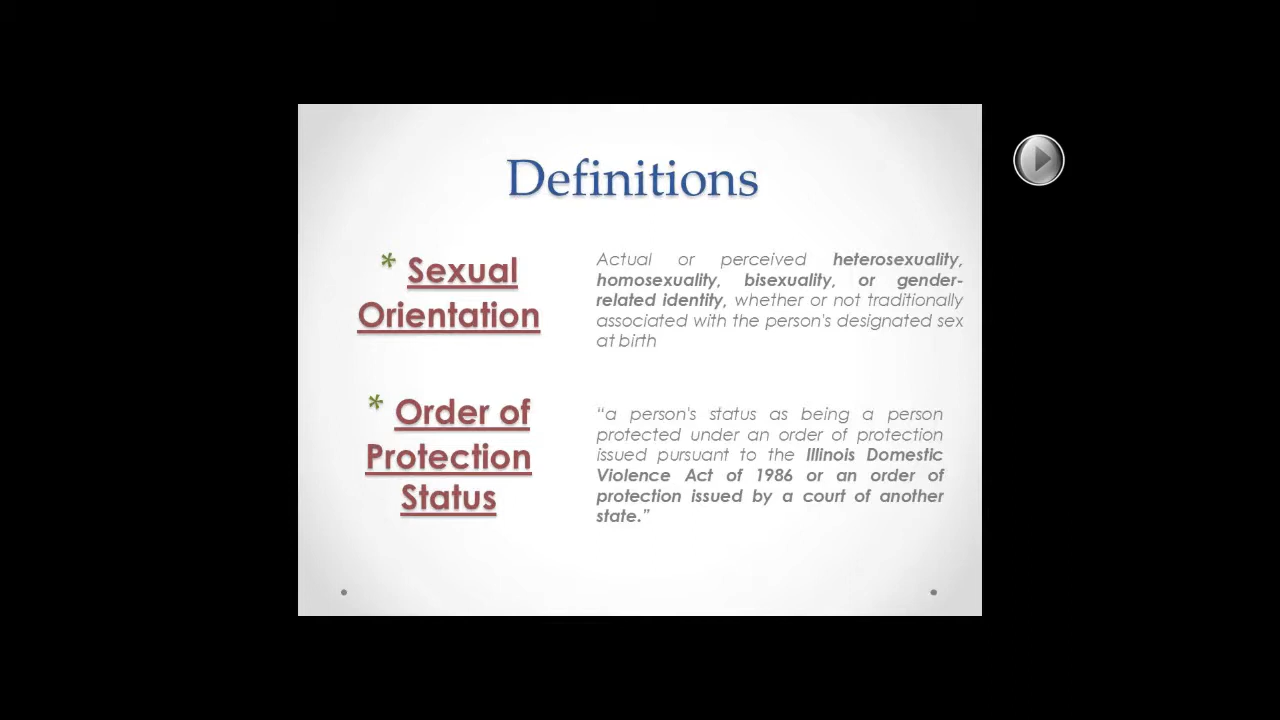 Definitions
* Sexual
Orientation
Actual or perceived heterosexuality,
homosexuality, bisexuality, or gender-
related identity, whether or not traditionally
associated with the person's designated sex
at birth
* Order of
Protection
Status
“a person's status as being a person
protected under an order of protection
issued pursuant to the Illinois Domestic
Violence Act of 1986 or an order of
protection issued by a court of another
state.”